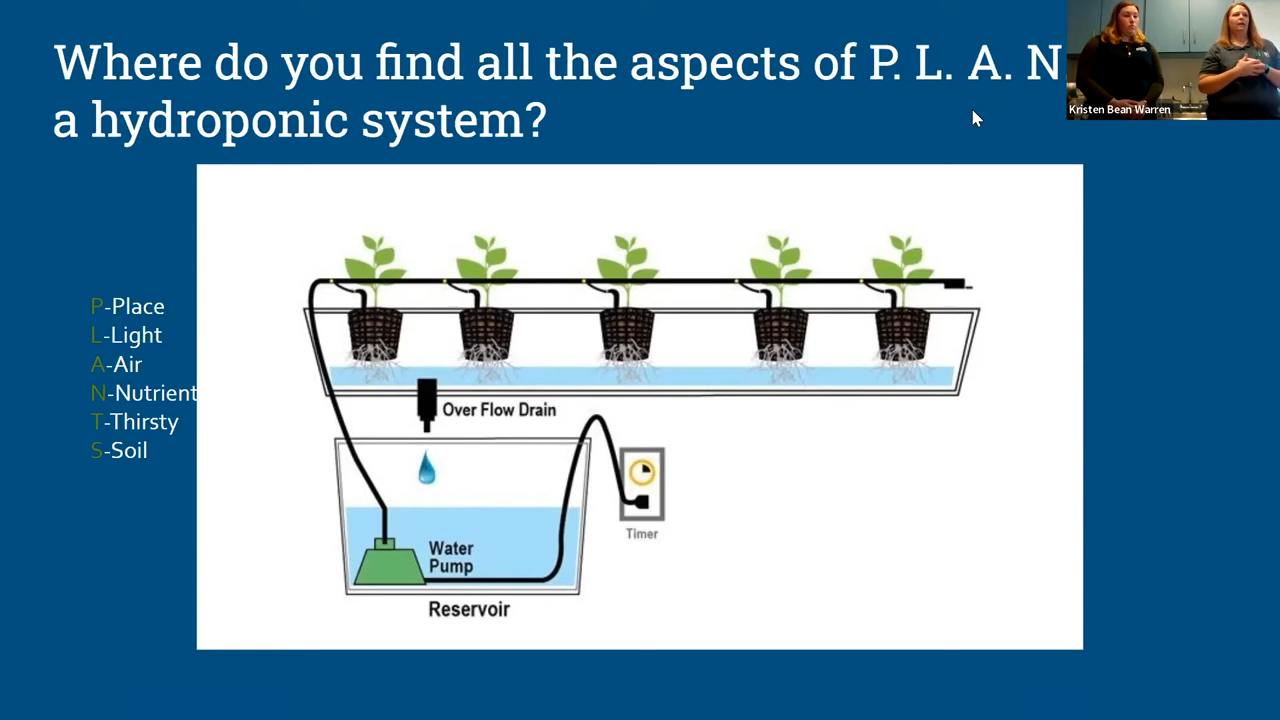 Where do you find all the aspects of P. L. A. N
a hydroponic system?
Kristen Bean Warren
P-Place
L-Light
A-Air
N-Nutrient
T-Thirsty
S-Soil
Over Flow Drain
Timer
Water
Pump
Reservoir